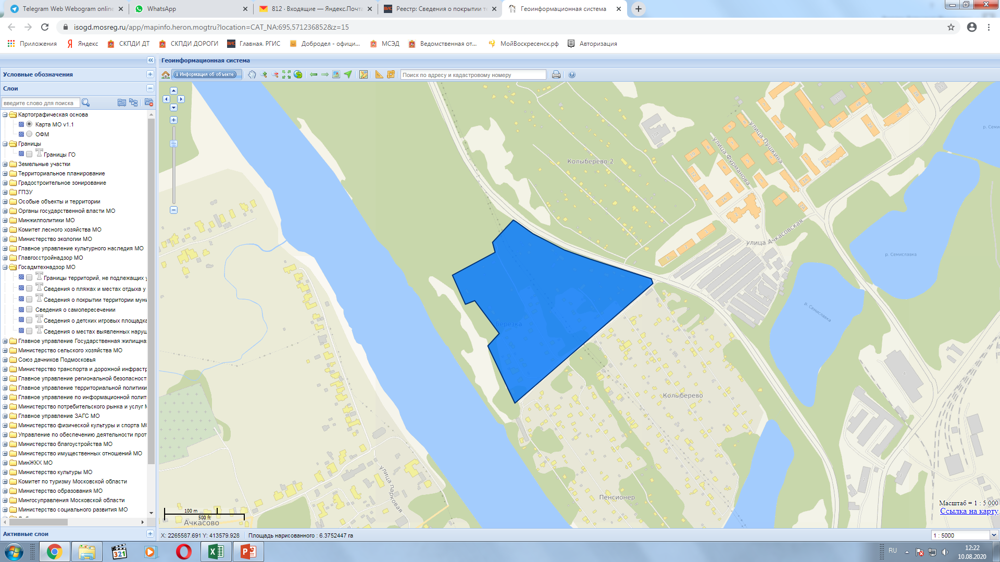 Telegram Web Webogram online
WhatsApp
812 · Входящие — Яндекс.Почта
Реестр: Сведения о покрытии т
Геоинформационная система
isogd.mosreg.ru/app/mapinfo.heron.mogtru?location=CAT_NA:695,571236852&z=15
Приложения
Яндекс
СКПДИ ДТ
СКПДИ ДОРОГИ
Главная. РГИС
Добродел - офици...
МСЭД
Ведомственная от...
МойВоскресенск.рф
Авторизация
Геоинформационная система
Условные обозначения
Информация об объекте
Поиск по адресу и кадастровому номеру
Слои
введите слово для поиска
Картографическая основа
Карта МО v1.1
ОФМ
Границы
Границы ГО
Земельные участки
Территориальное планирование
Градостроительное зонирование
ГПЗУ
Особые объекты и территории
Органы государственной власти МО
Минжилполитики МО
Комитет лесного хозяйства МО
Министерство экологии МО
Главное управление культурного наследия МО
Главгосстройнадзор МО
Госадмтехнадзор МО
Границы территорий, не подлежащих у
Сведения о пляжах и местах отдыха у
Сведения о покрытии территории муни
Сведения о самопересечении
Сведения о детских игровых площадка
Сведения о местах выявленных наруш
Главное управление Государственная жилищна
Министерство сельского хозяйства МО
Союз дачников Подмосковья
Министерство транспорта и дорожной инфрастр
Главное управление региональной безопасност
Главное управление территориальной политики
Главное управление по информационной полит
Министерство потребительского рынка и услуг М
Главное управление ЗАГС МО
Министерство физической культуры и спорта МО
Управление по обеспечению деятельности прот
Министерство благоустройства МО
Министерство имущественных отношений МО
МинЖКХ МО
Министерство культуры МО
Комитет по туризму Московской области
Министерство образования МО
Мингосуправления Московской области
Министерство социального развития МО
Активные слои
Колыберево 2
улица Пушкина
улица Фурманова
улица Ачкасовская
р. Семиславка
р. Семиславка
р. Семи
Березка
Колыберево
Пенсионер
улица Парковая
Ачкасово
100 m
500 ft
Масштаб = 1 : 5 000
Ссылка на карту
X: 2265587.691 Y: 413579.928
Площадь нарисованного : 6.3752447 га
1 : 5000
RU
12:22
10.08.2020